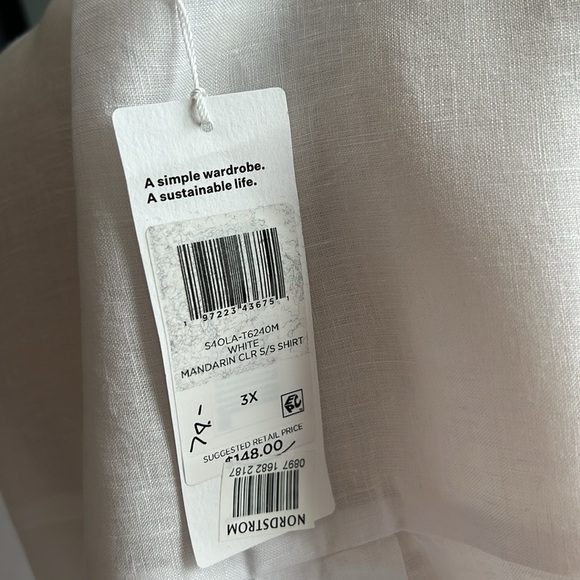 A simple wardrobe.
A sustainable life.
1 97223 43675 1
S4OLA-T6240M
WHITE
MANDARIN CLR S/S SHIRT
3X
SUGGESTED RETAIL PRICE
$148.00
0897 1682 2187
NORDSTROM